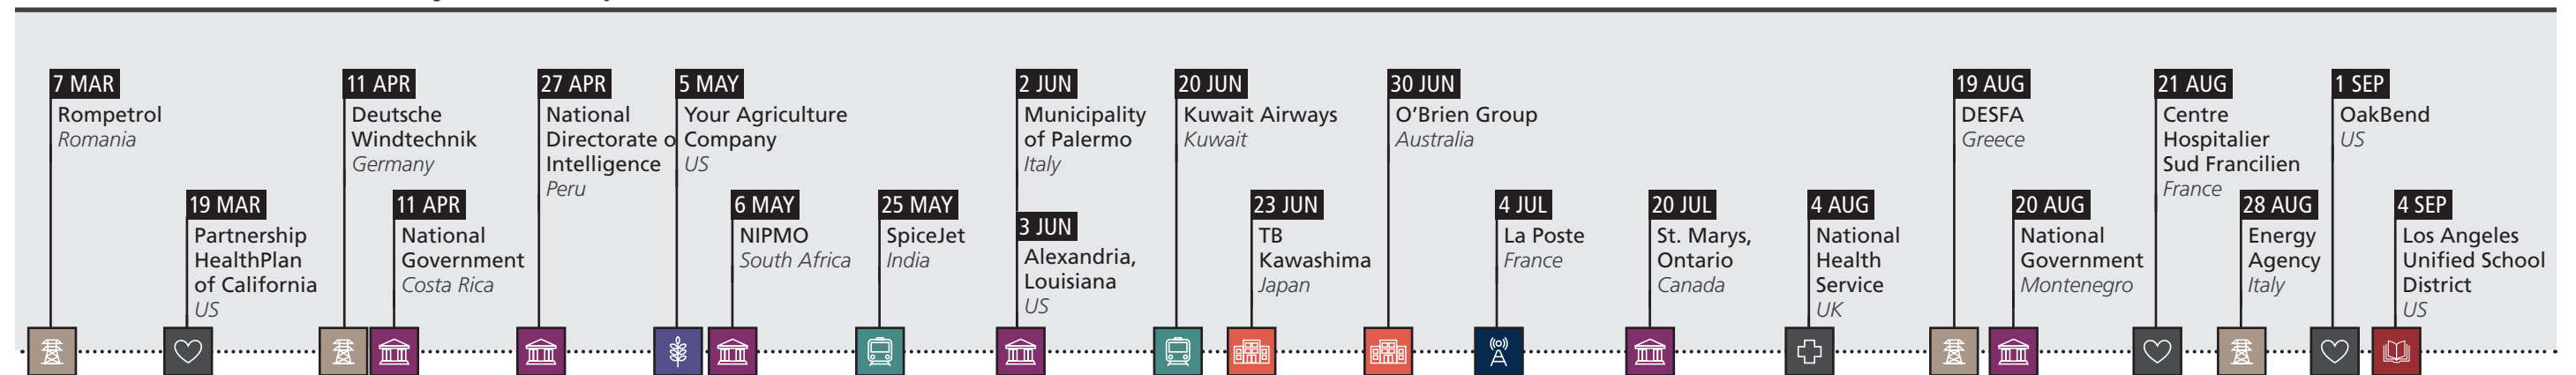 7 MAR
Rompetrol
Romania
19 MAR
Partnership
HealthPlan
of California
US
11 APR
Deutsche
Windtechnik
Germany
11 APR
National
Government
Costa Rica
27 APR
National
Directorate o
Intelligence
Peru
5 MAY
Your Agriculture
Company
US
6 MAY
NIPMO
South Africa
25 MAY
SpiceJet
India
2 JUN
Municipality
of Palermo
Italy
3 JUN
Alexandria,
Louisiana
US
20 JUN
Kuwait Airways
Kuwait
23 JUN
TB
Kawashima
Japan
30 JUN
O’Brien Group
Australia
4 JUL
La Poste
France
20 JUL
St. Marys,
Ontario
Canada
4 AUG
National
Health
Service
UK
19 AUG
DESFA
Greece
20 AUG
National
Government
Montenegro
21 AUG
Centre
Hospitalier
Sud Francilien
France
28 AUG
Energy
Agency
Italy
1 SEP
OakBend
US
4 SEP
Los Angeles
Unified School
District
US